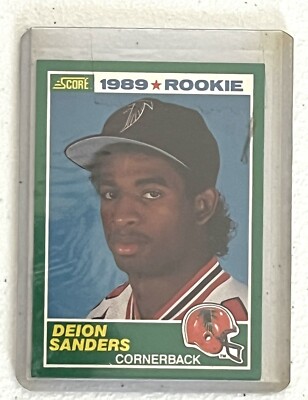 SCORE
1989 ★ ROOKIE
DEION
SANDERS
CORNERBACK